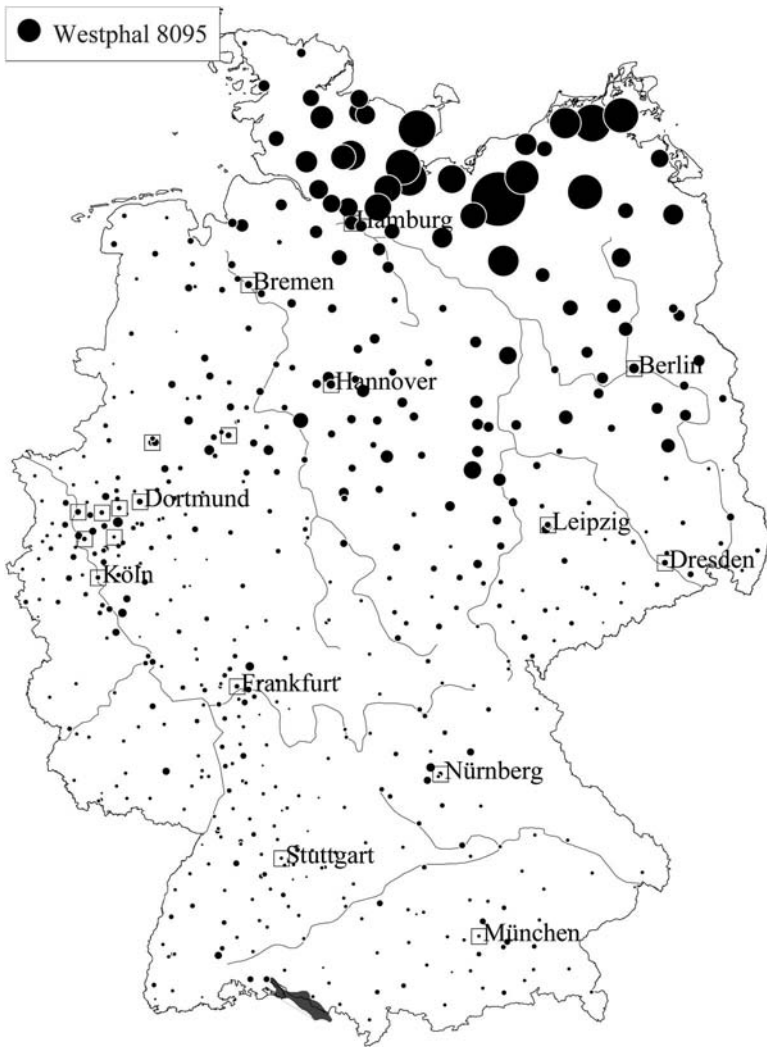 Westphal 8095
Hamburg
Bremen
Berlin
Hannover
Dortmund
Leipzig
Dresden
Köln
Frankfurt
Nürnberg
Stuttgart
München